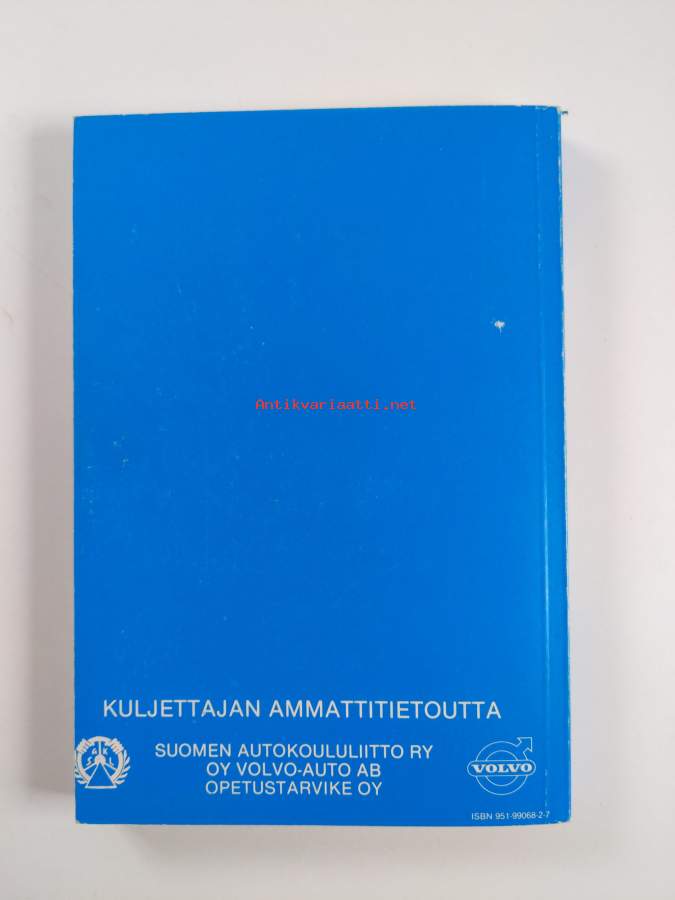 Antikvariaatti.net
KULJETTAJAN AMMATTITIETOUTTA
SUOMEN AUTOKOULULIITTO RY
OY VOLVO-AUTO AB
OPETUSTARVIKE OY
S A K L
VOLVO
ISBN 951-99068-2-7